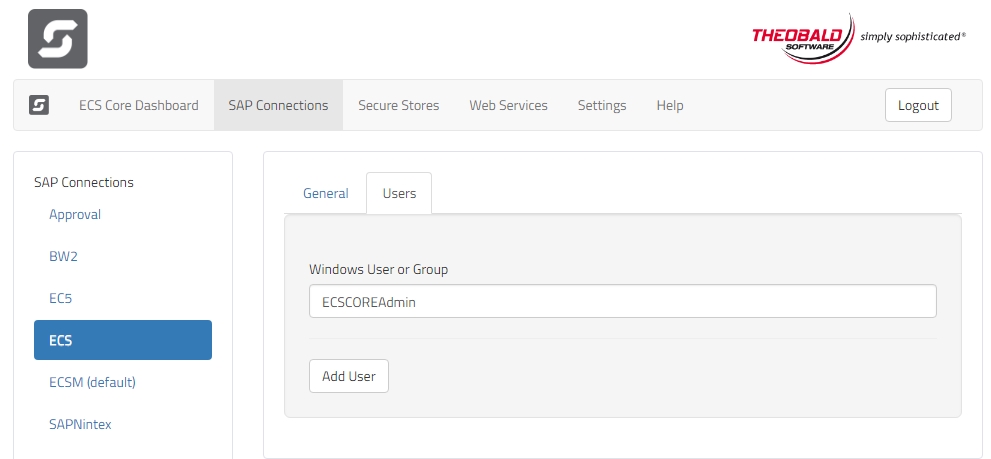 THEOBALD
SOFTWARE
simply sophisticated®
ECS Core Dashboard SAP Connections Secure Stores Web Services Settings Help Logout
SAP Connections
Approval
BW2
EC5
ECS
ECSM (default)
SAPNintex
General Users
Windows User or Group
ECSCOREAdmin
Add User